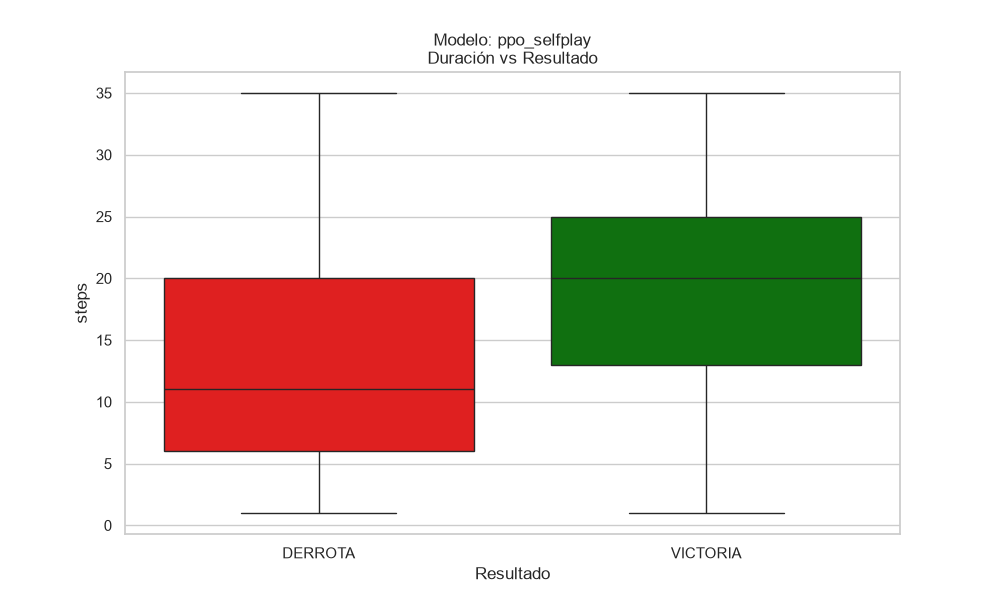 Modelo: ppo_selfplay
Duración vs Resultado
steps
35
30
25
20
15
10
5
0
DERROTA
VICTORIA
Resultado